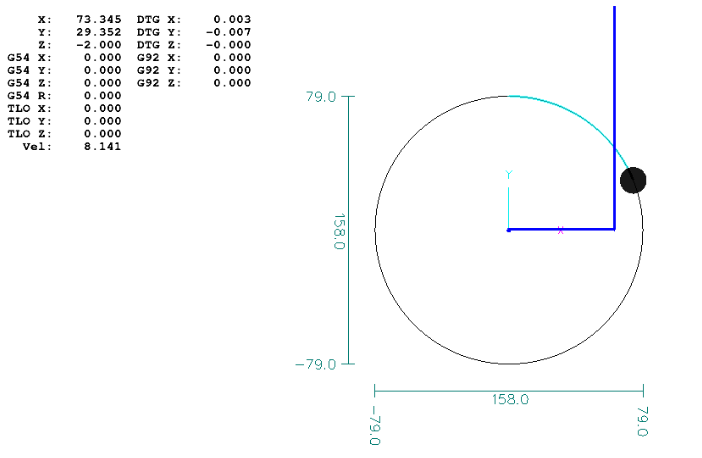 X: 73.345 DTG X: 0.003
Y: 29.352 DTG Y: -0.007
Z: -2.000 DTG Z: -0.000
G54 X: 0.000 G92 X: 0.000
G54 Y: 0.000 G92 Y: 0.000
G54 Z: 0.000 G92 Z: 0.000
G54 R: 0.000
TLO X: 0.000
TLO Y: 0.000
TLO Z: 0.000
Vel: 8.141
79.0
Y
158.0
X
-79.0
158.0
-79.0
79.0